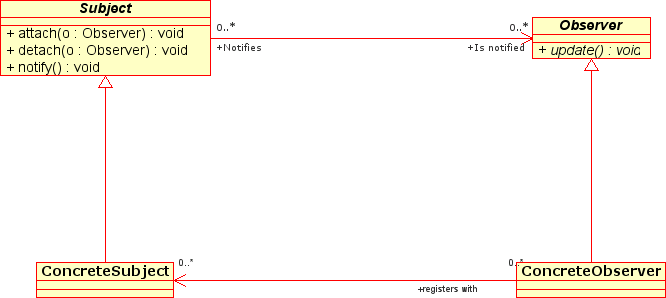 Subject
+ attach(o : Observer) : void
+ detach(o : Observer) : void
+ notify() : void
0..*
+Notifies
0..*
+Is notified
Observer
+ update() : void
ConcreteSubject
0..*
0..*
+registers with
ConcreteObserver